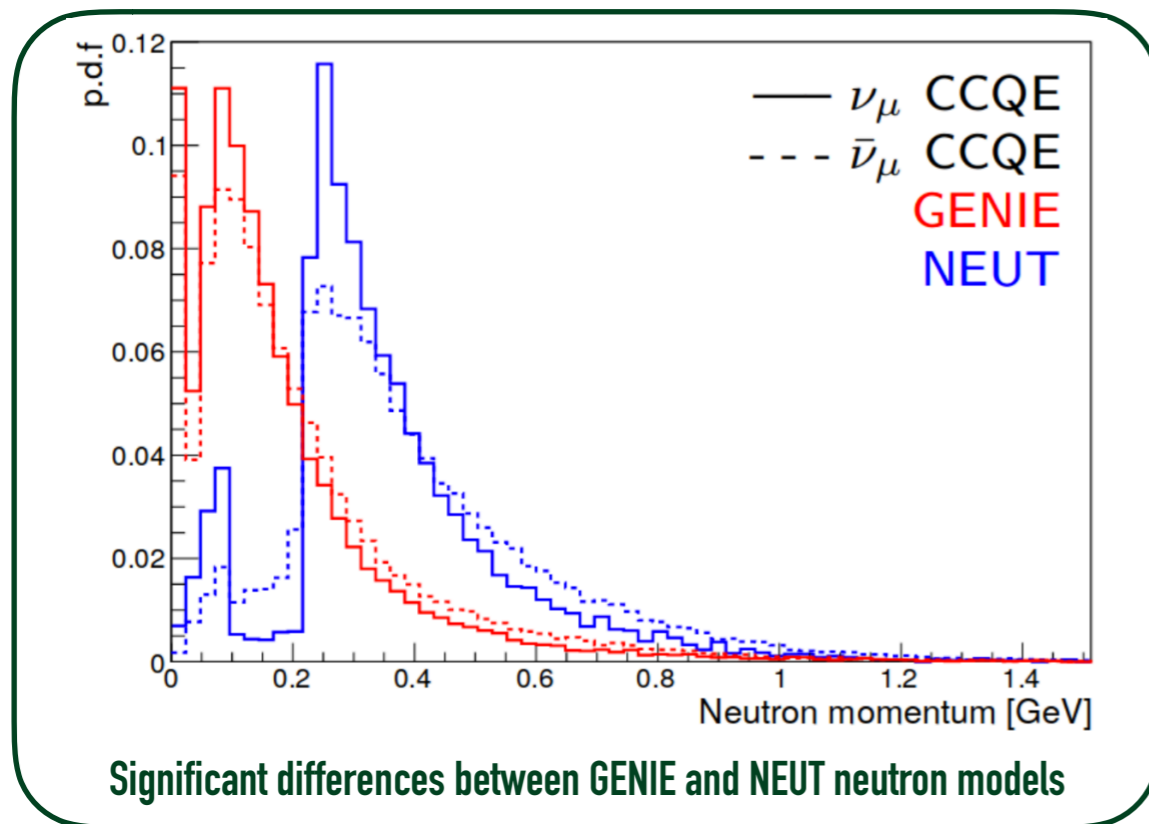 p.d.f
0.12
0.1
0.08
0.06
0.04
0.02
0
ν_μ CCQE
ν̄_μ CCQE
GENIE
NEUT
0 0.2 0.4 0.6 0.8 1 1.2 1.4
Neutron momentum [GeV]
Significant differences between GENIE and NEUT neutron models